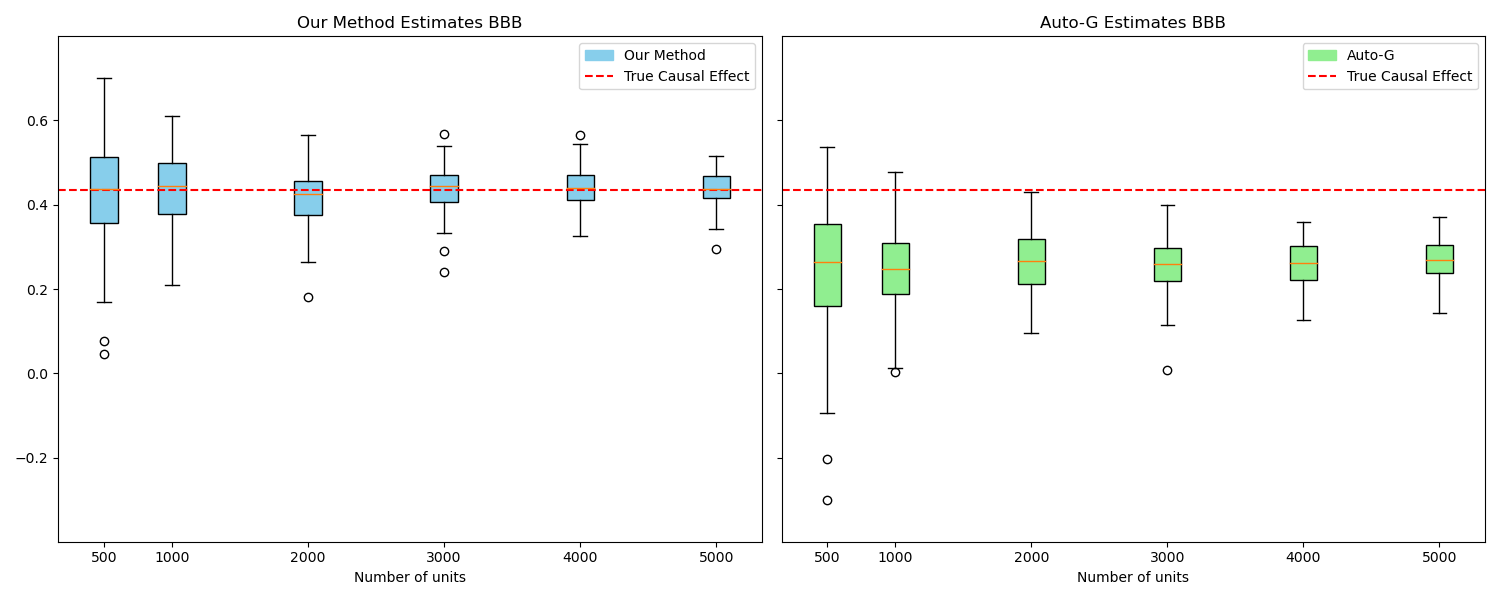 Our Method Estimates BBB
Our Method
True Causal Effect
0.6
0.4
0.2
0.0
−0.2
500 1000 2000 3000 4000 5000
Number of units
Auto-G Estimates BBB
Auto-G
True Causal Effect
500 1000 2000 3000 4000 5000
Number of units